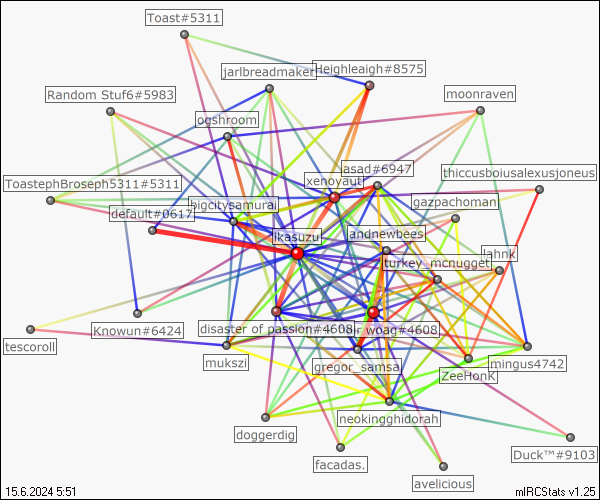 Toast#5311
jarlbreadmaker
Heighleaigh#8575
Random Stuf6#5983
moonraven
ogshroom
asad#6947
thiccusboiusalexusjoneus
ToastephBroseph5311#5311
xenoyaut
bigcitysamurai
gazpachoman
default#0617
ikasuzu
andnewbees
turkey_mcnugget
Knowun#6424
disaster of passion#4608
sir woag#4608
tescoroll
mukszi
gregor_samsa
mingus4742
ZeeHonK
neokingghidorah
doggerdig
Duck™#9103
facadas.
avelicious
15.6.2024 5:51
mIRCStats v1.25